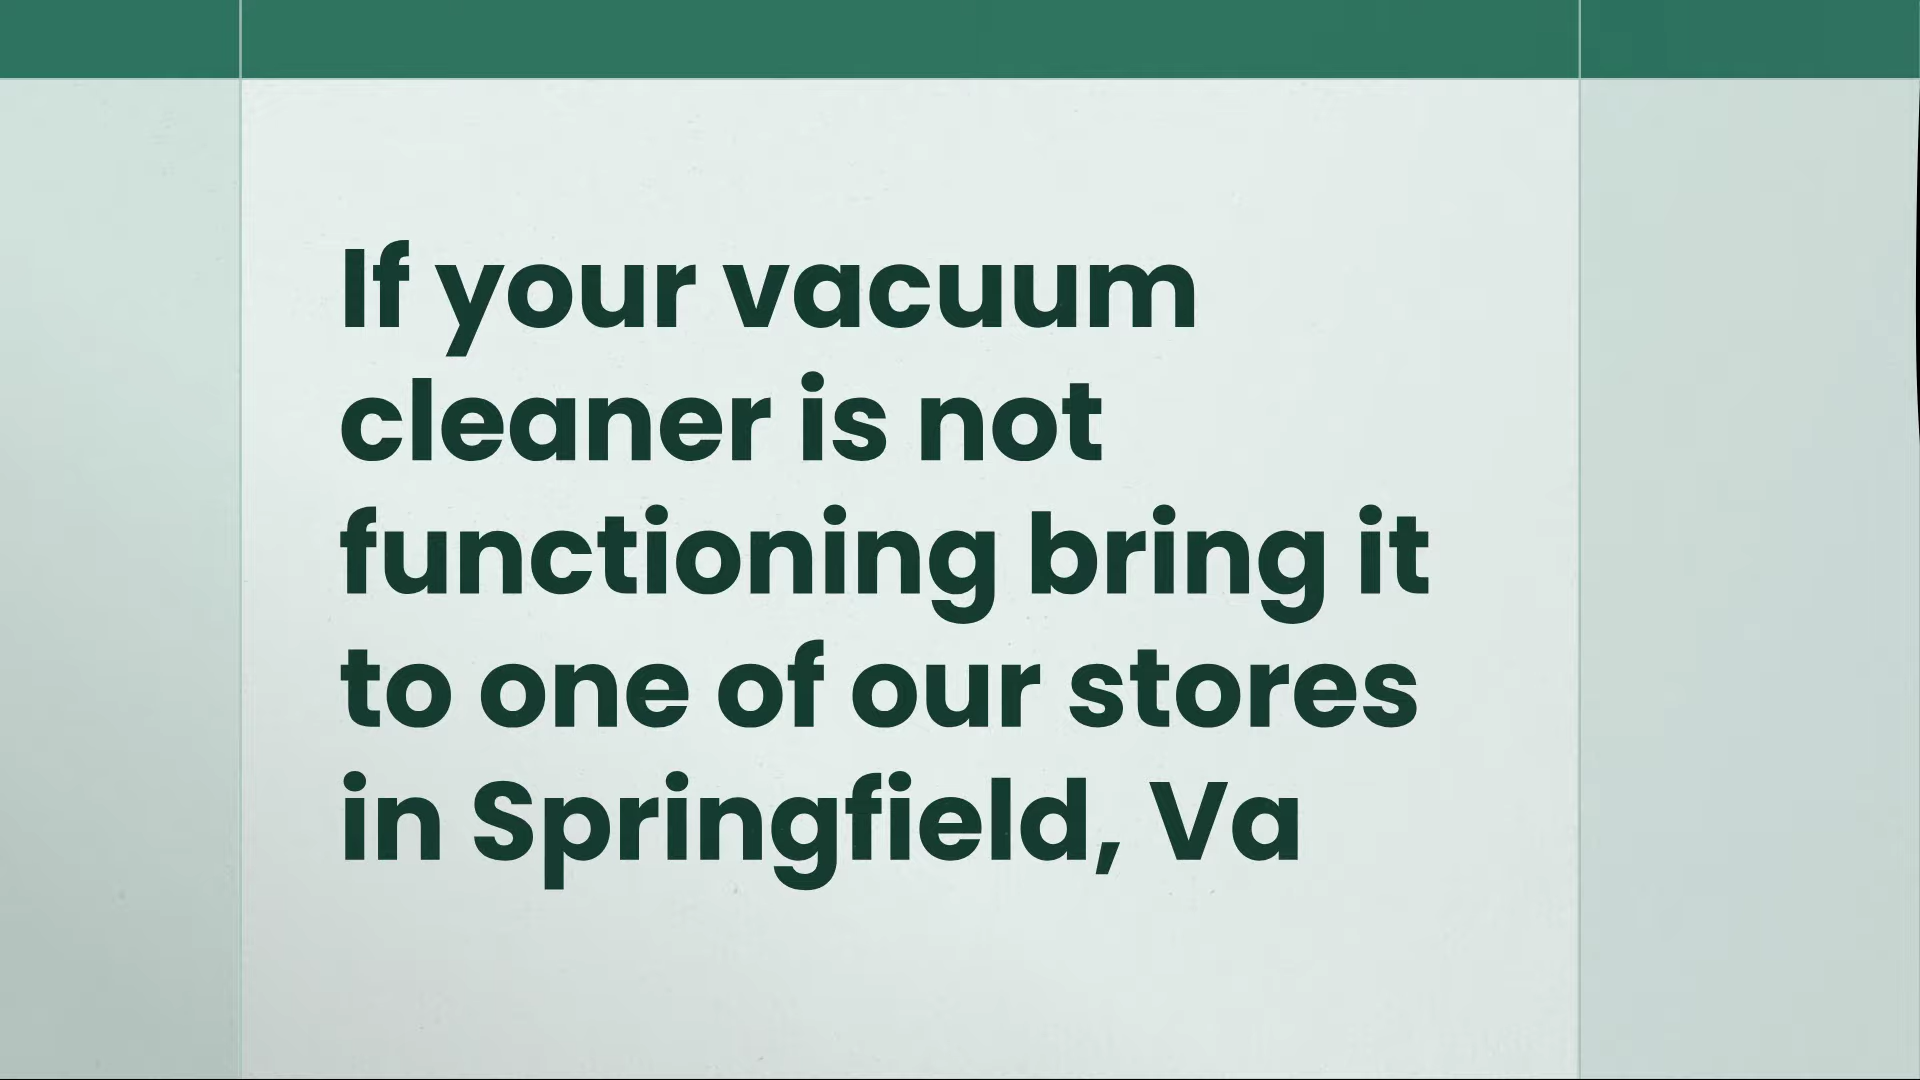 If your vacuum
cleaner is not
functioning bring it
to one of our stores
in Springfield, Va